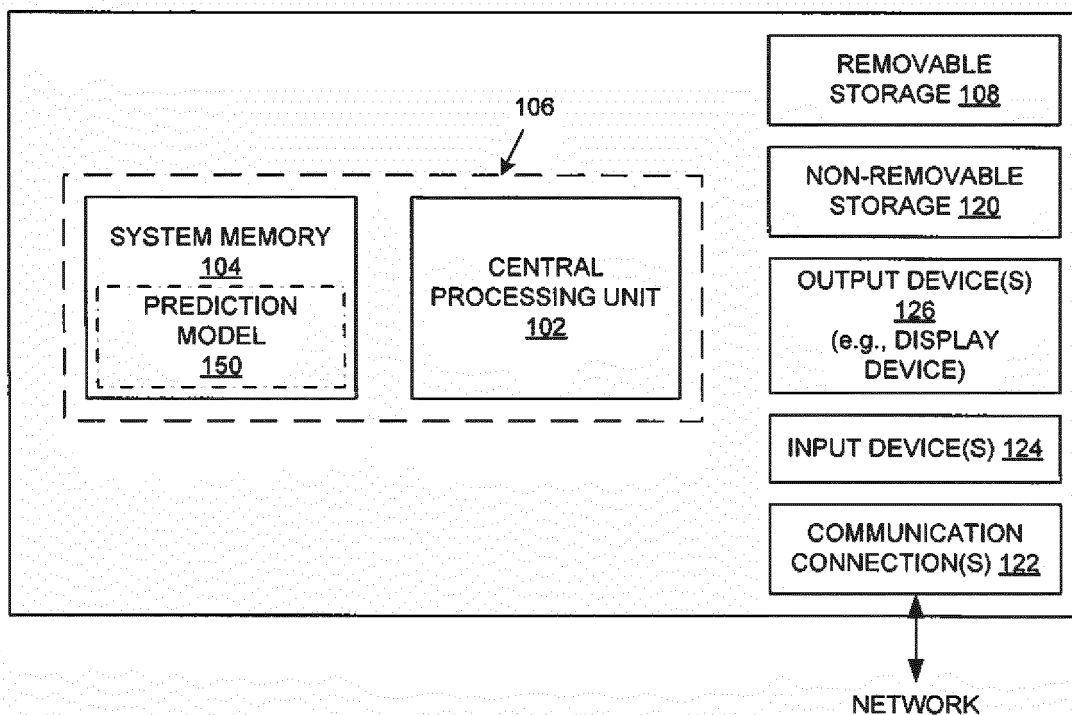 106
SYSTEM MEMORY
104
PREDICTION
MODEL
150
CENTRAL
PROCESSING UNIT
102
REMOVABLE
STORAGE 108
NON-REMOVABLE
STORAGE 120
OUTPUT DEVICE(S)
126
(e.g., DISPLAY
DEVICE)
INPUT DEVICE(S) 124
COMMUNICATION
CONNECTION(S) 122
NETWORK